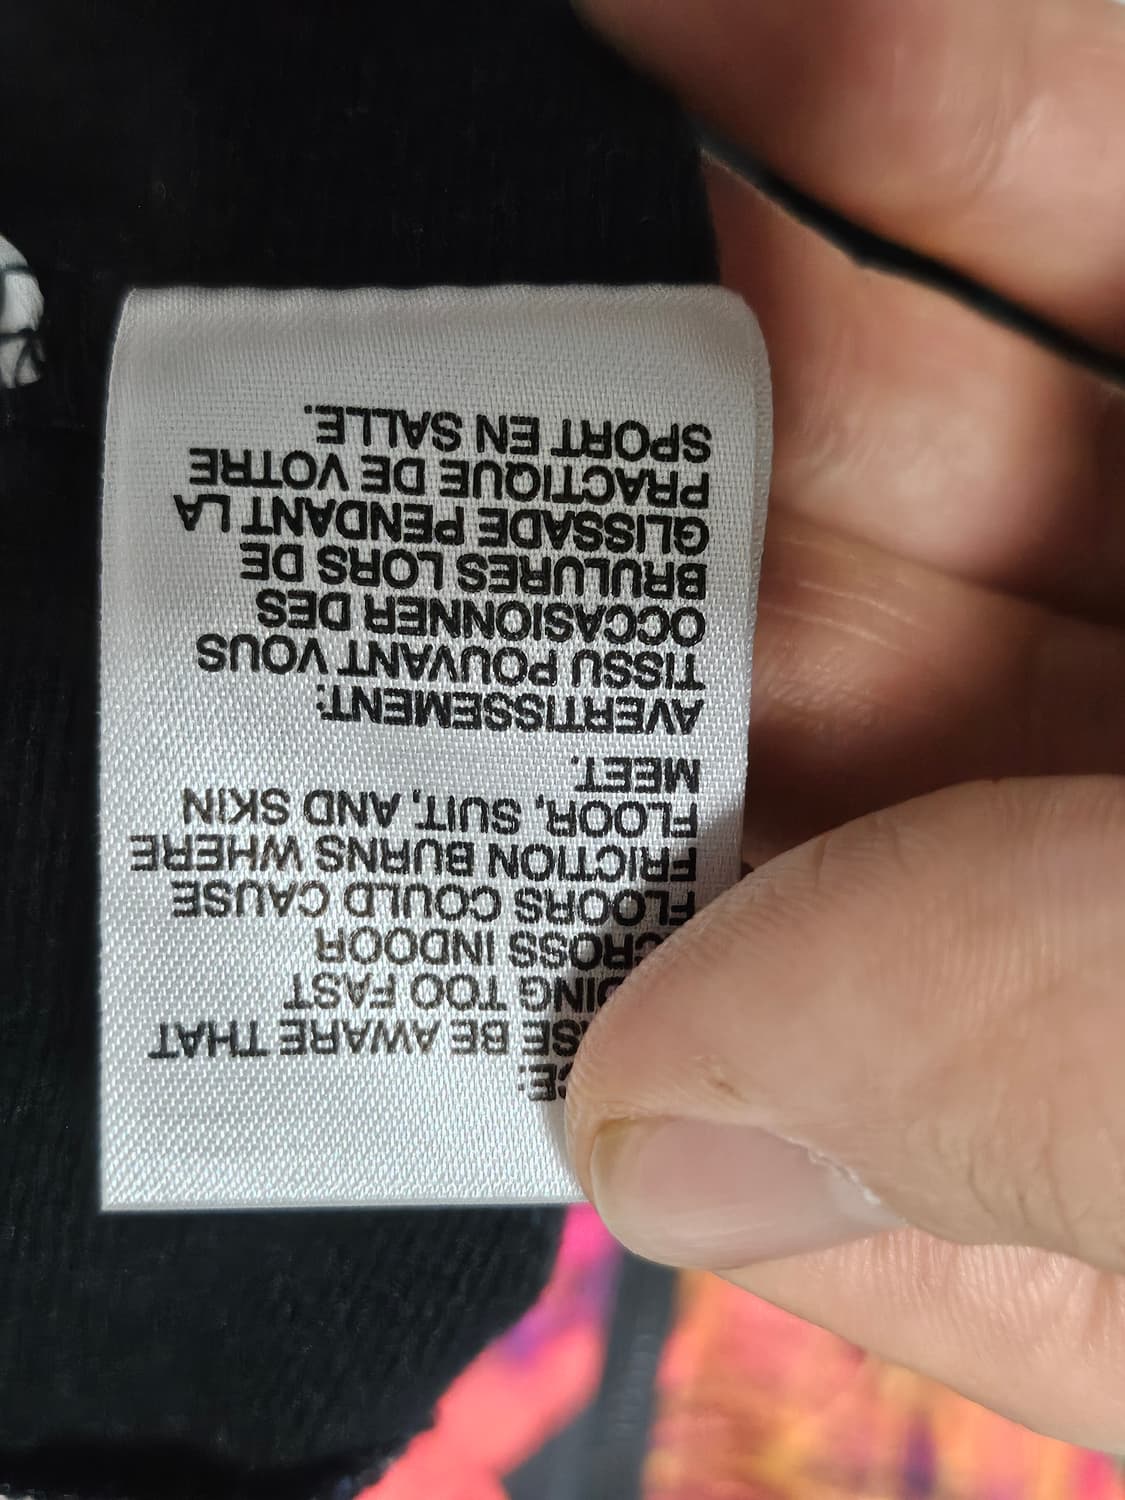 BE AWARE THAT
TOO FAST
INDOOR
FLOORS COULD CAUSE
FRICTION BURNS WHERE
FLOOR, SUIT, AND SKIN
MEET.
AVERTISSEMENT:
TISSU POUVANT VOUS
OCCASIONNER DES
BRULURES LORS DE
GLISSADE PENDANT LA
PRACTIQUE DE VOTRE
SPORT EN SALLE.